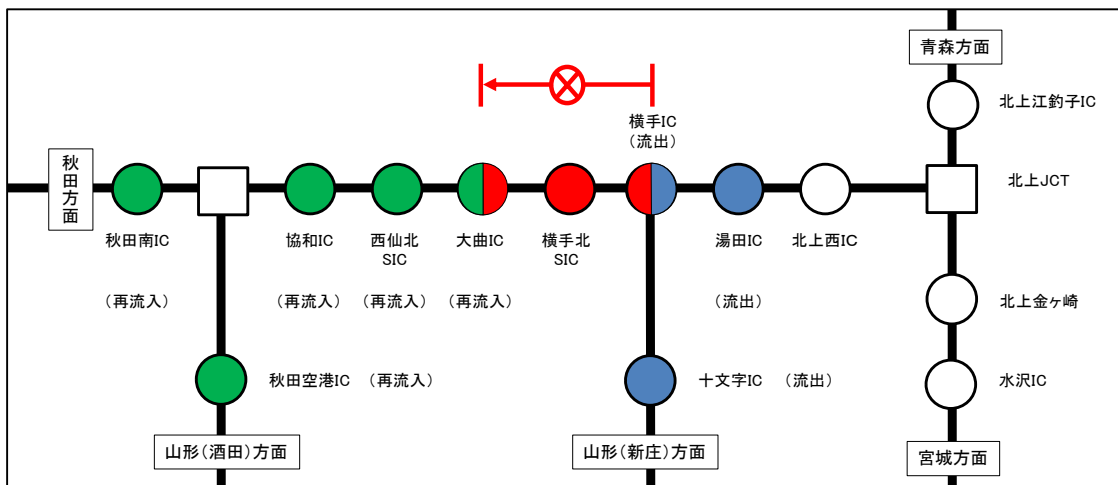 青森方面
北上江釣子IC
横手IC
(流出)
秋田方面
北上JCT
秋田南IC
協和IC
西仙北
SIC
大曲IC
横手北
SIC
湯田IC
北上西IC
(再流入)
(再流入)
(再流入)
(再流入)
(流出)
北上金ヶ崎
秋田空港IC (再流入)
十文字IC (流出)
水沢IC
山形(酒田)方面
山形(新庄)方面
宮城方面